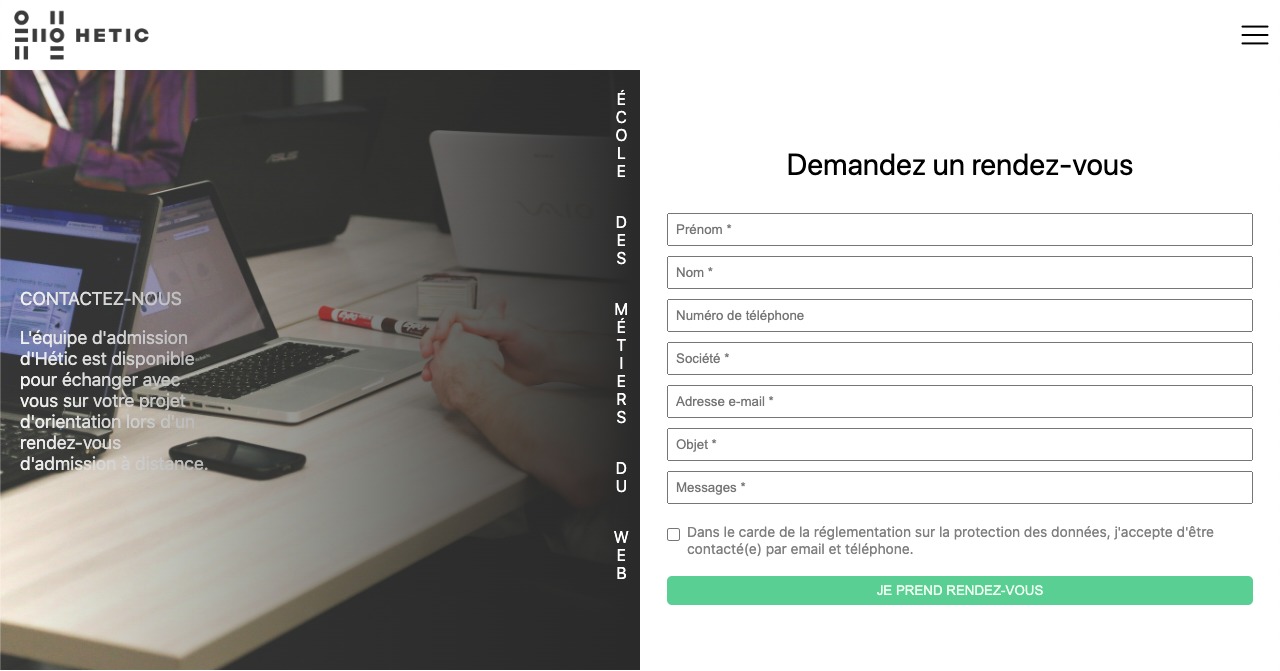 HETIC
ASUS
VAIO
CONTACTEZ-NOUS
L'équipe d'admission
d'Hétic est disponible
pour échanger avec
vous sur votre projet
d'orientation lors d'un
rendez-vous
d'admission à distance.
ÉCOLE DES MÉTIERS DU WEB
Demandez un rendez-vous
Prénom *
Nom *
Numéro de téléphone
Société *
Adresse e-mail *
Objet *
Messages *
Dans le carde de la réglementation sur la protection des données, j'accepte d'être
contacté(e) par email et téléphone.
JE PREND RENDEZ-VOUS